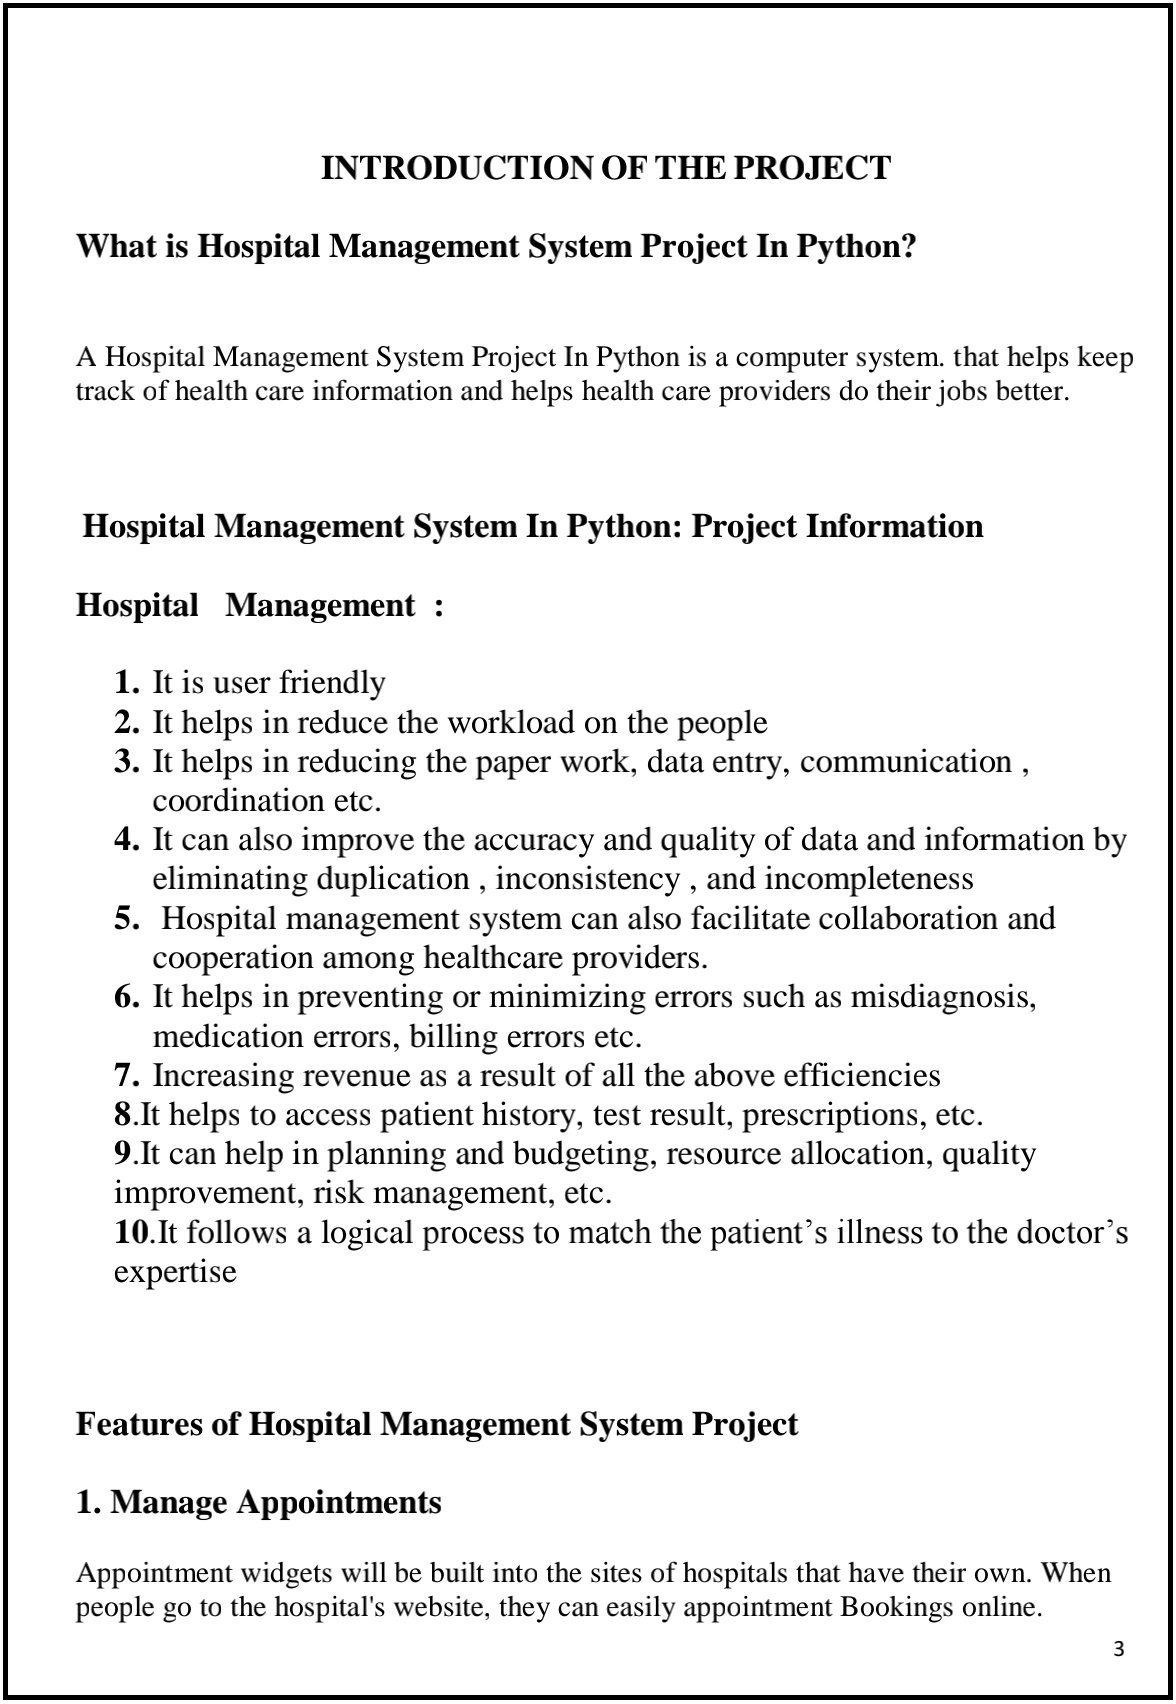 INTRODUCTION OF THE PROJECT
What is Hospital Management System Project In Python?
A Hospital Management System Project In Python is a computer system. that helps keep
track of health care information and helps health care providers do their jobs better.
Hospital Management System In Python: Project Information
Hospital Management :
1. It is user friendly
2. It helps in reduce the workload on the people
3. It helps in reducing the paper work, data entry, communication ,
coordination etc.
4. It can also improve the accuracy and quality of data and information by
eliminating duplication , inconsistency , and incompleteness
5. Hospital management system can also facilitate collaboration and
cooperation among healthcare providers.
6. It helps in preventing or minimizing errors such as misdiagnosis,
medication errors, billing errors etc.
7. Increasing revenue as a result of all the above efficiencies
8.It helps to access patient history, test result, prescriptions, etc.
9.It can help in planning and budgeting, resource allocation, quality
improvement, risk management, etc.
10.It follows a logical process to match the patient’s illness to the doctor’s
expertise
Features of Hospital Management System Project
1. Manage Appointments
Appointment widgets will be built into the sites of hospitals that have their own. When
people go to the hospital's website, they can easily appointment Bookings online.
3